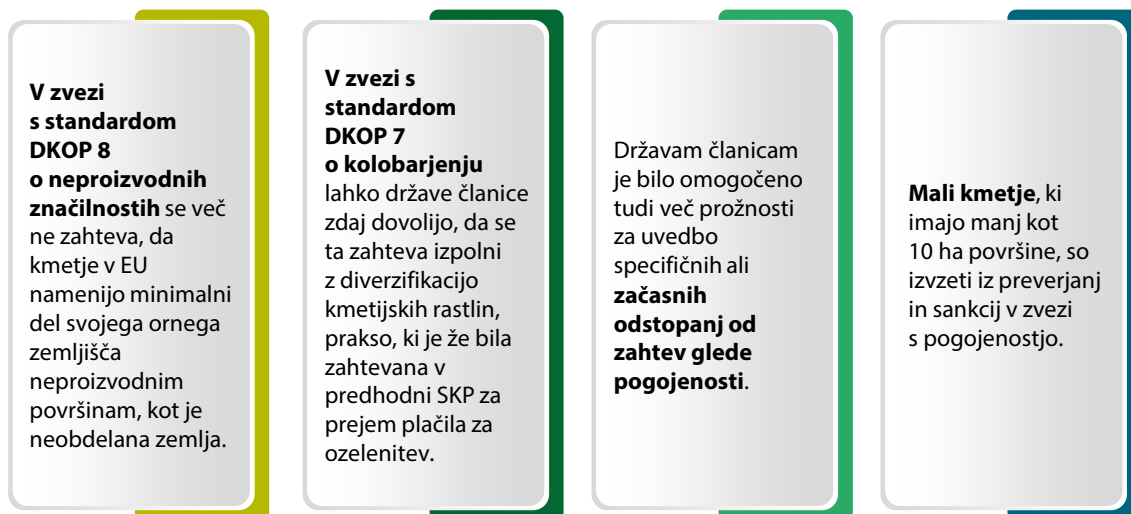 V zvezi
s standardom
DKOP 8
o neproizvodnih
značilnostih se več
ne zahteva, da
kmetje v EU
namenijo minimalni
del svojega ornega
zemljišča
neproizvodnim
površinam, kot je
neobdelana zemlja.
V zvezi s
standardom
DKOP 7
o kolobarjenju
lahko države članice
zdaj dovolijo, da se
ta zahteva izpolni
z diverzifikacijo
kmetijskih rastlin,
prakso, ki je že bila
zahtevana v
predhodni SKP za
prejem plačila za
ozelenitev.
Državam članicam
je bilo omogočeno
tudi več prožnosti
za uvedbo
specifičnih ali
začasnih
odstopanj od
zahtev glede
pogojenosti.
Mali kmetje, ki
imajo manj kot
10 ha površine, so
izvzeti iz preverjanj
in sankcij v zvezi
s pogojenostjo.